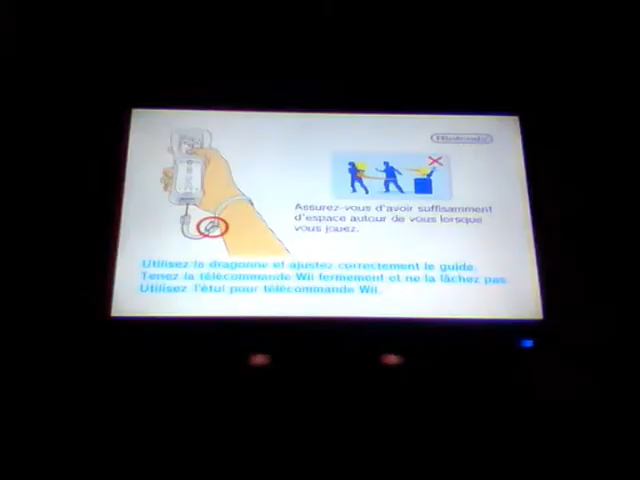 Nintendo
Assurez-vous d'avoir suffisamment
d'espace autour de vous lorsque
vous jouez.
Utilisez la dragonne et ajustez correctement le guide.
Tenez la télécommande Wii fermement et ne la lâchez pas.
Utilisez l'étui pour télécommande Wii.